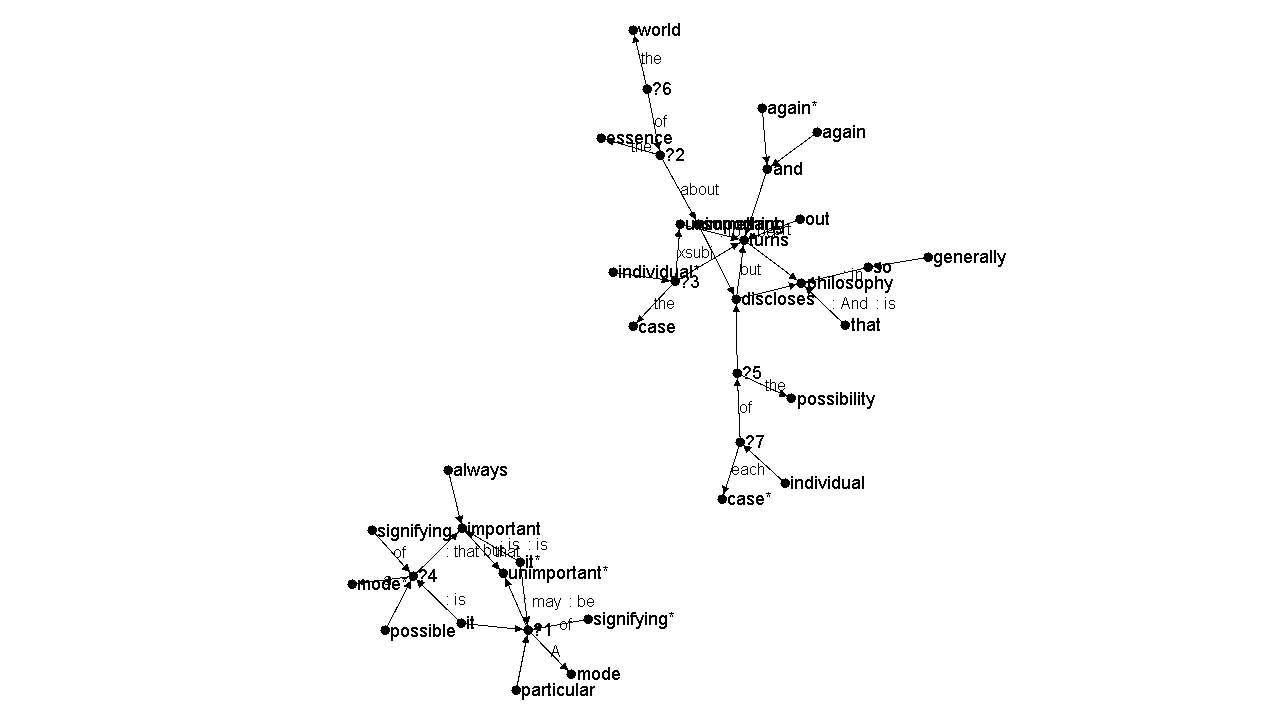 world
the
?6
again*
of
again
essence
the
?2
and
about
out
something
turns
xsubj
individual*
but
in
so
generally
?3
philosophy
discloses
the
: And : is
case
that
?5
the
possibility
of
?7
each
individual
case*
always
signifying
important
of
: that
but
that
: is : is
it*
?4
unimportant*
mode
: is
may : be
possible
it
signifying*
?1
of
A
mode
particular